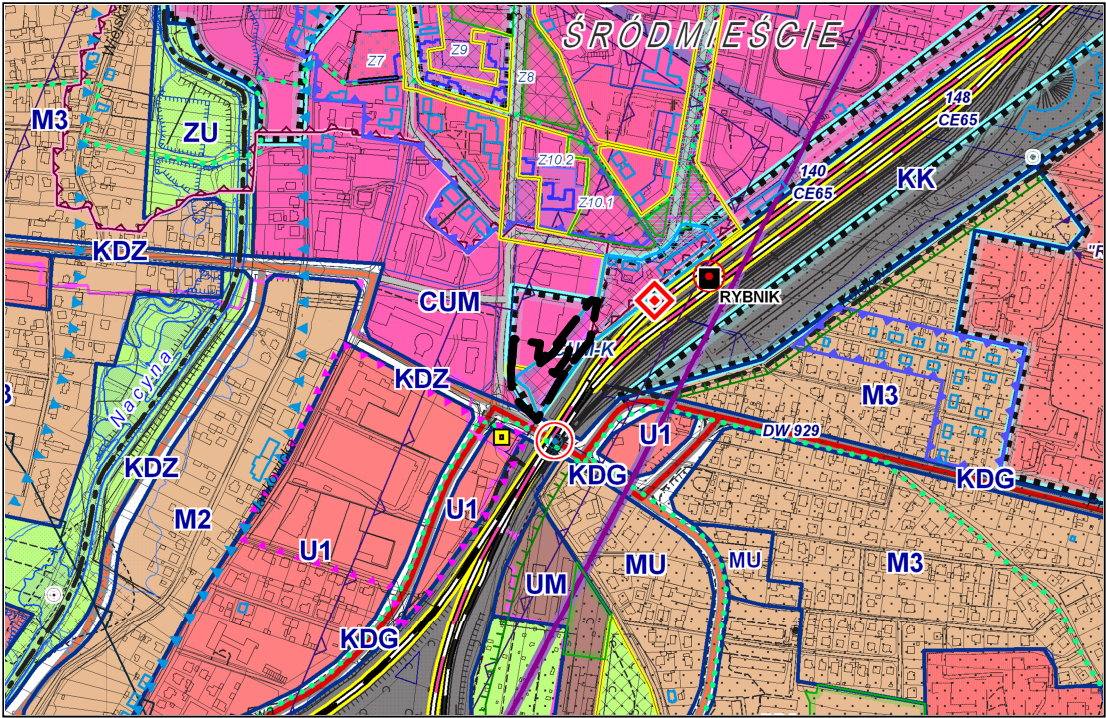 ŚRÓDMIEŚCIE
Z9
Z7
Z8
148
CE65
M3
ZU
Z10.2
140
CE65
KK
Z10.1
KDZ
"R
RYBNIK
CUM
KDZ
M3
Nacyna
U1
DW 929
KDZ
KDG
KDG
M2
U1
U1
MU
MU
M3
UM
KDG